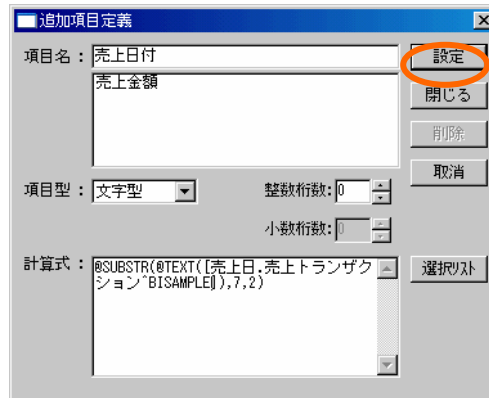 追加項目定義
項目名： 売上日付 設定
売上金額
閉じる
削除
取消
項目型： 文字型 整数桁数： 0
小数桁数： 0
計算式： @SUBSTR(@TEXT([売上日.売上トランザク 選択リスト
ション^BISAMPLE]),7,2)